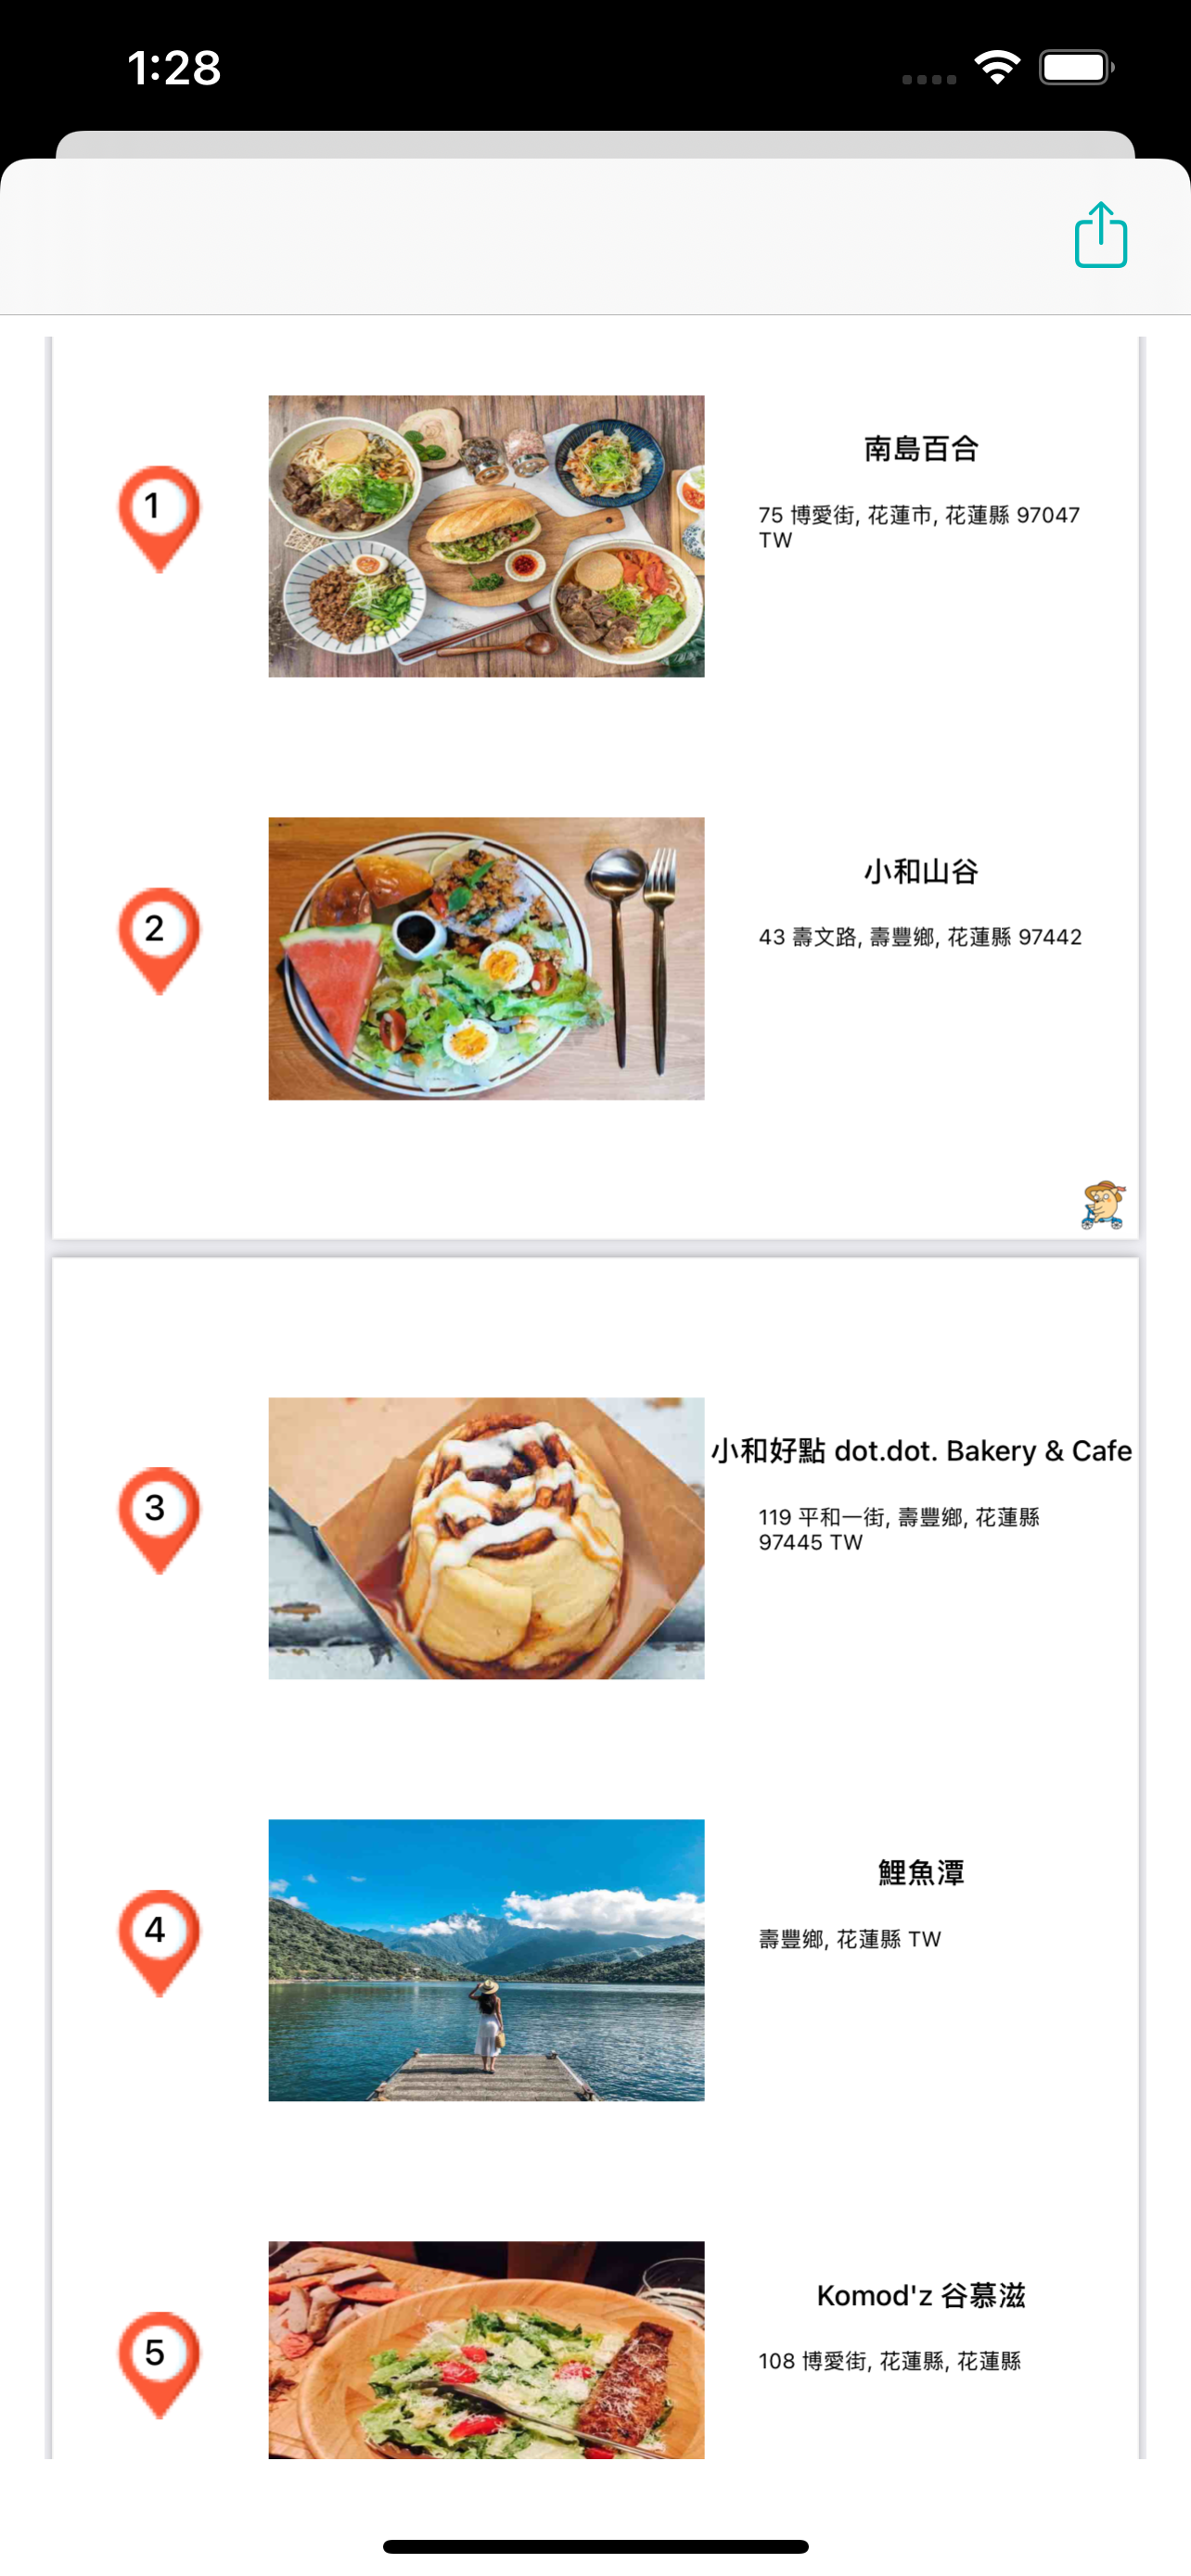 1:28
1
南島百合
75 博愛街, 花蓮市, 花蓮縣 97047
TW
2
小和山谷
43 壽文路, 壽豐鄉, 花蓮縣 97442
3
小和好點 dot.dot. Bakery & Cafe
119 平和一街, 壽豐鄉, 花蓮縣
97445 TW
4
鯉魚潭
壽豐鄉, 花蓮縣 TW
5
Komod'z 谷慕滋
108 博愛街, 花蓮縣, 花蓮縣